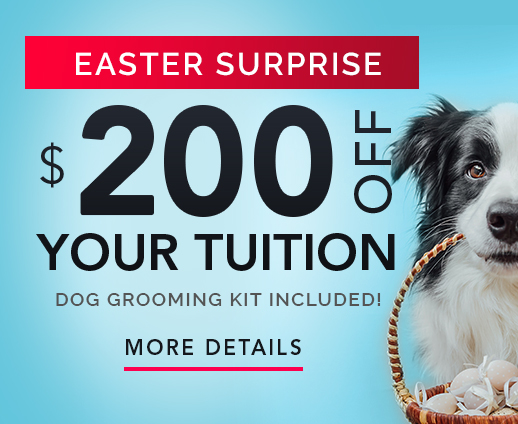 EASTER SURPRISE
$200 OFF
YOUR TUITION
DOG GROOMING KIT INCLUDED!
MORE DETAILS